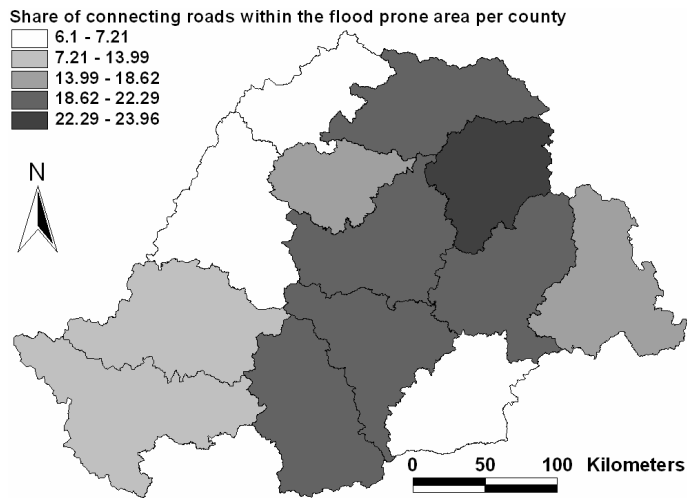 Share of connecting roads within the flood prone area per county
6.1 - 7.21
7.21 - 13.99
13.99 - 18.62
18.62 - 22.29
22.29 - 23.96
N
0 50 100 Kilometers